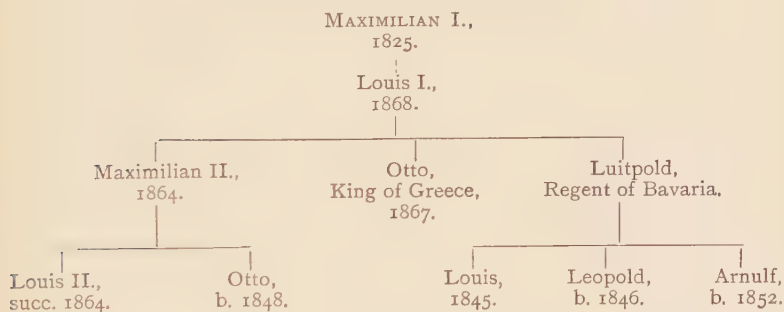 MAXIMILIAN I.,
1825.
Louis I.,
1868.
Maximilian II.,
1864.
Otto,
King of Greece,
1867.
Luitpold,
Regent of Bavaria.
Louis II.,
succ. 1864.
Otto,
b. 1848.
Louis,
1845.
Leopold,
b. 1846.
Arnulf,
b. 1852.